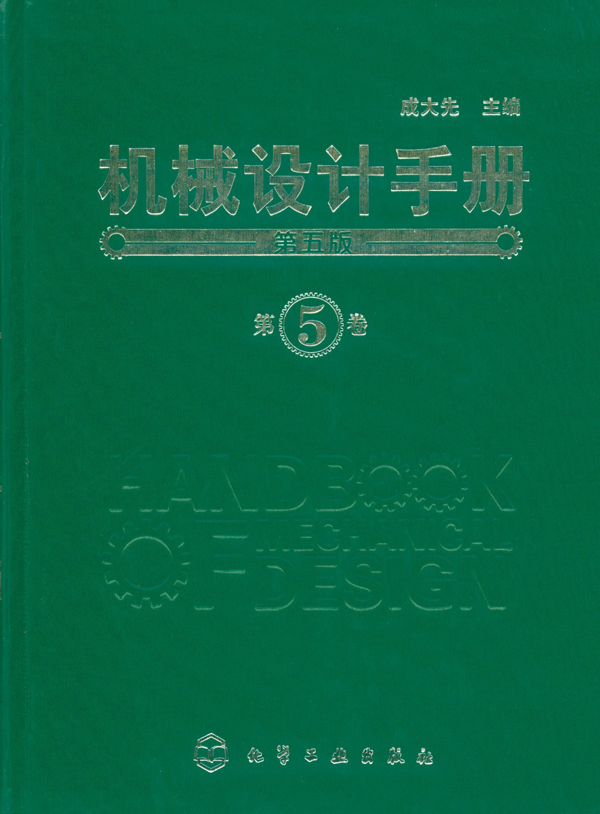 成大先 主编
机械设计手册
第五版
第5卷
HANDBOOK
OF MECHANICAL
DESIGN
化学工业出版社